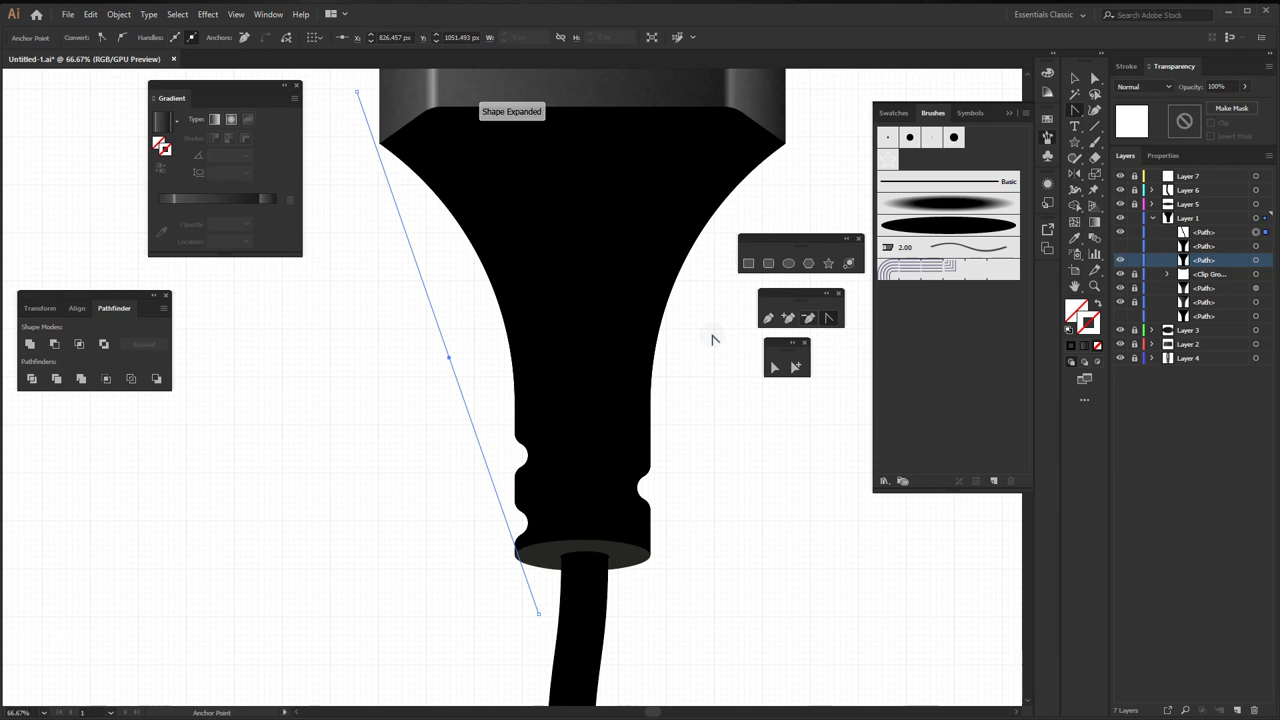 Ai File Edit Object Type Select Effect View Window Help Essentials Classic Search Adobe Stock
Anchor Point Convert: Handles: Anchors: X: 826.457 px Y: 1051.493 px W: H:
Untitled-1.ai* @ 66.67% (RGB/GPU Preview) ×
Gradient
Type:
Stroke:
Opacity:
Location:
Transform Align Pathfinder
Shape Modes:
Expand
Pathfinders:
Shape Expanded
Swatches Brushes Symbols
Basic
2.00
Stroke Transparency
Normal Opacity: 100%
Make Mask
Clip
Invert Mask
Layers Properties
Layer 7
Layer 6
Layer 5
Layer 1
<Path>
<Path>
<Path>
<Clip Gro...
<Path>
<Path>
<Path>
Layer 3
Layer 2
Layer 4
66.67% 1 Anchor Point 7 Layers